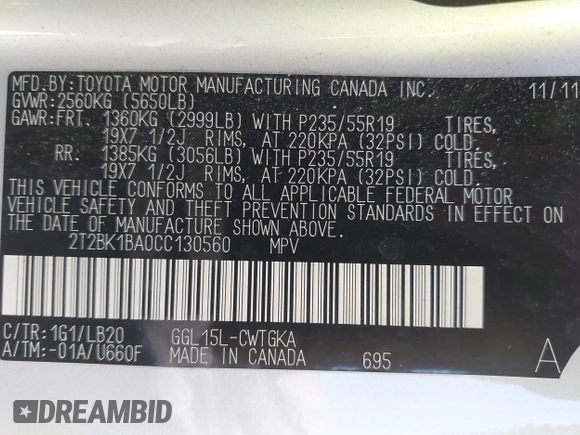 MFD.BY: TOYOTA MOTOR MANUFACTURING CANADA INC. 11/11
GVWR: 2560KG (5650LB)
GAWR: FRT. 1360KG (2999LB) WITH P235/55R19 TIRES,
19X7 1/2J RIMS, AT 220KPA (32PSI) COLD.
RR. 1385KG (3056LB) WITH P235/55R19 TIRES,
19X7 1/2J RIMS, AT 220KPA (32PSI) COLD.
THIS VEHICLE CONFORMS TO ALL APPLICABLE FEDERAL MOTOR
VEHICLE SAFETY AND THEFT PREVENTION STANDARDS IN EFFECT ON
THE DATE OF MANUFACTURE SHOWN ABOVE.
2T2BK1BA0CC130560 MPV
C/TR: 1G1/LB20 GGL15L-CWTGKA
A/TM: -01A/U660F MADE IN CANADA 695 A
DREAMBID